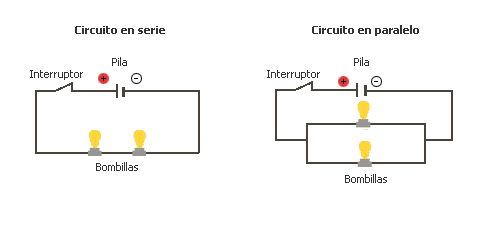 Circuito en serie
Pila
Interruptor
+
-
Bombillas
Circuito en paralelo
Pila
Interruptor
+
-
Bombillas